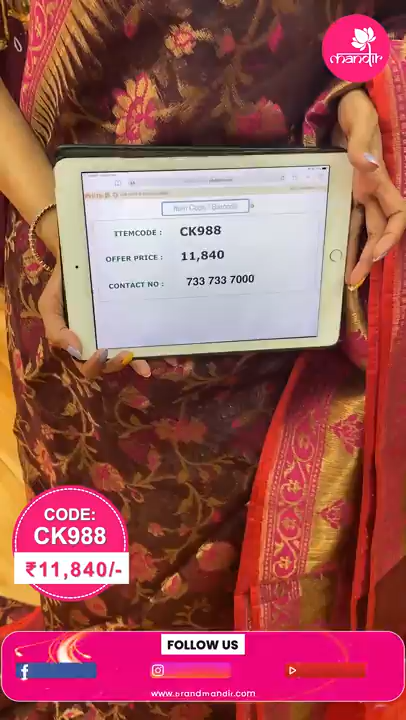 mandir
Item Code / Barcode
ITEMCODE : CK988
OFFER PRICE : 11,840
CONTACT NO : 733 733 7000
CODE:
CK988
₹11,840/-
FOLLOW US
www.brandmandir.com